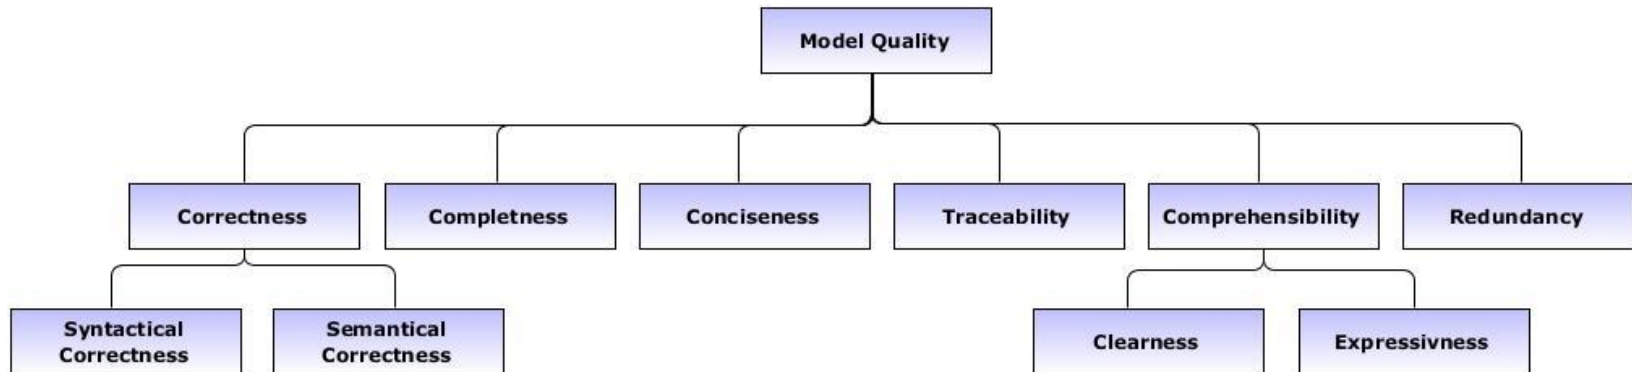 Model Quality
Correctness
Completness
Conciseness
Traceability
Comprehensibility
Redundancy
Syntactical
Correctness
Semantical
Correctness
Clearness
Expressivness